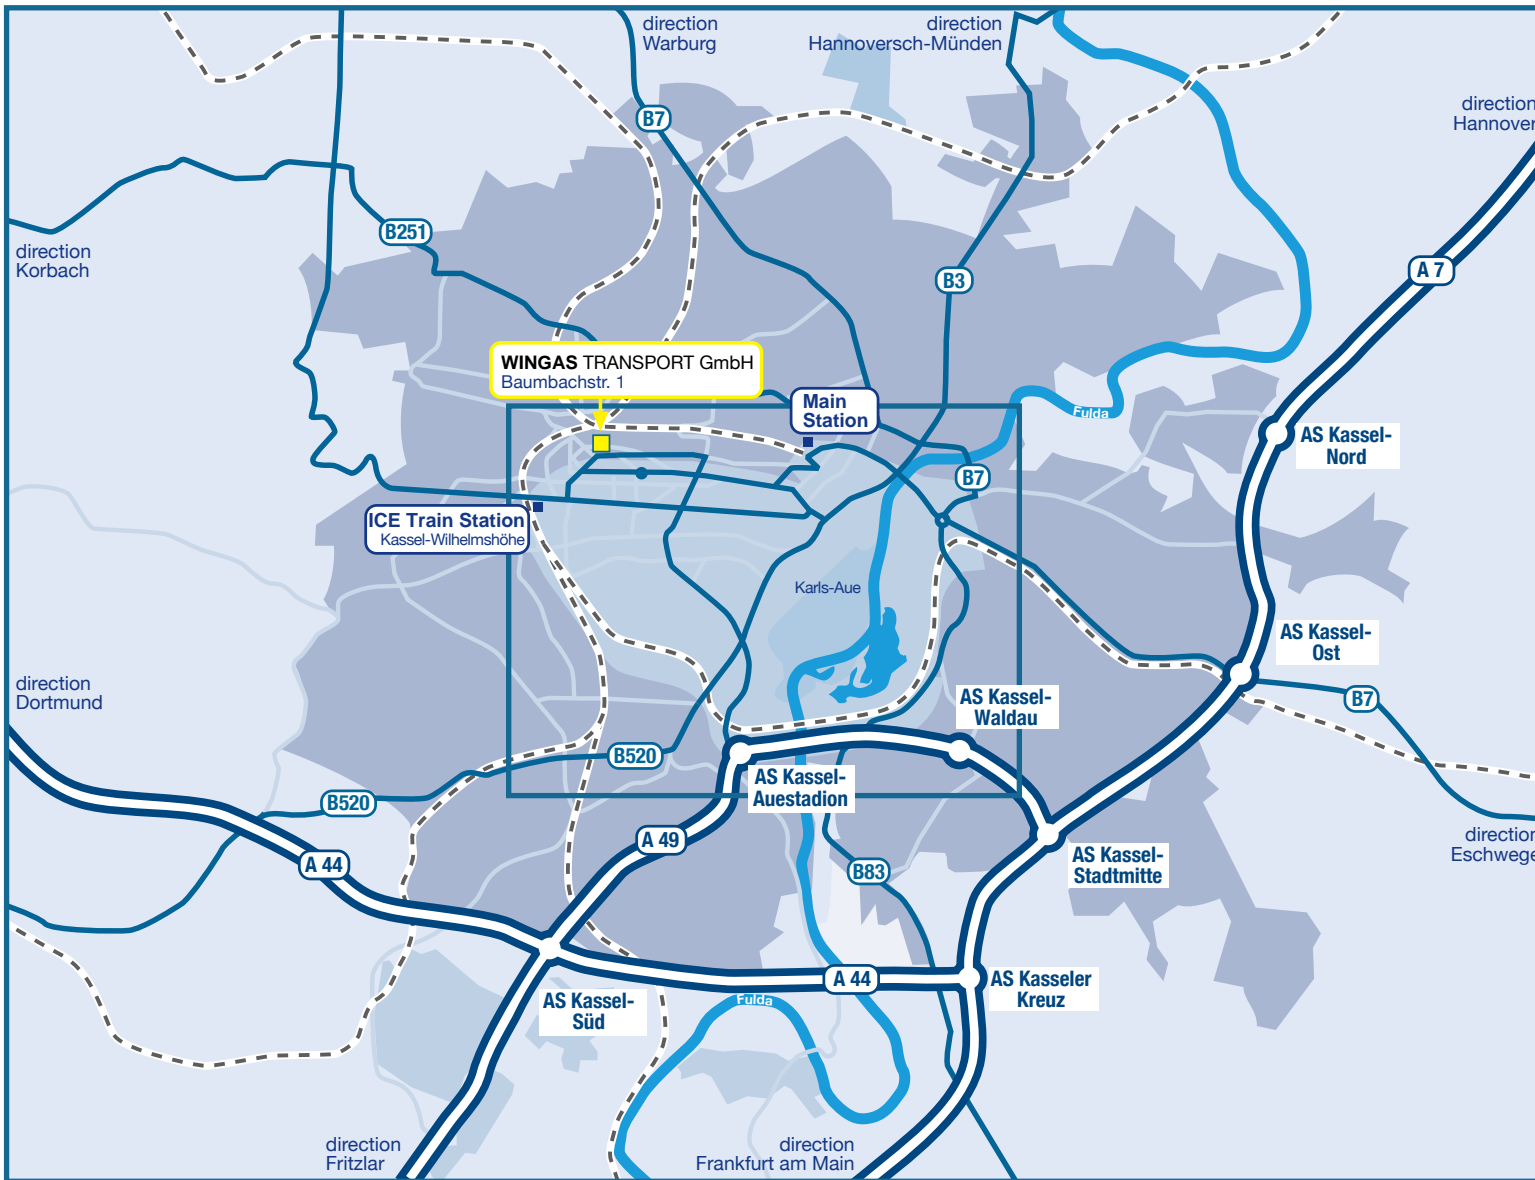 direction
Warburg
direction
Hannoversch-Münden
direction
Hannover
B7
B251
direction
Korbach
A 7
B3
WINGAS TRANSPORT GmbH
Baumbachstr. 1
Main
Station
Fulda
AS Kassel-
Nord
B7
ICE Train Station
Kassel-Wilhelmshöhe
Karls-Aue
AS Kassel-
Ost
direction
Dortmund
AS Kassel-
Waldau
B7
B520
AS Kassel-
Auestadion
B520
A 49
direction
Eschwege
A 44
B83
AS Kassel-
Stadtmitte
A 44
AS Kasseler
Kreuz
Fulda
AS Kassel-
Süd
direction
Fritzlar
direction
Frankfurt am Main